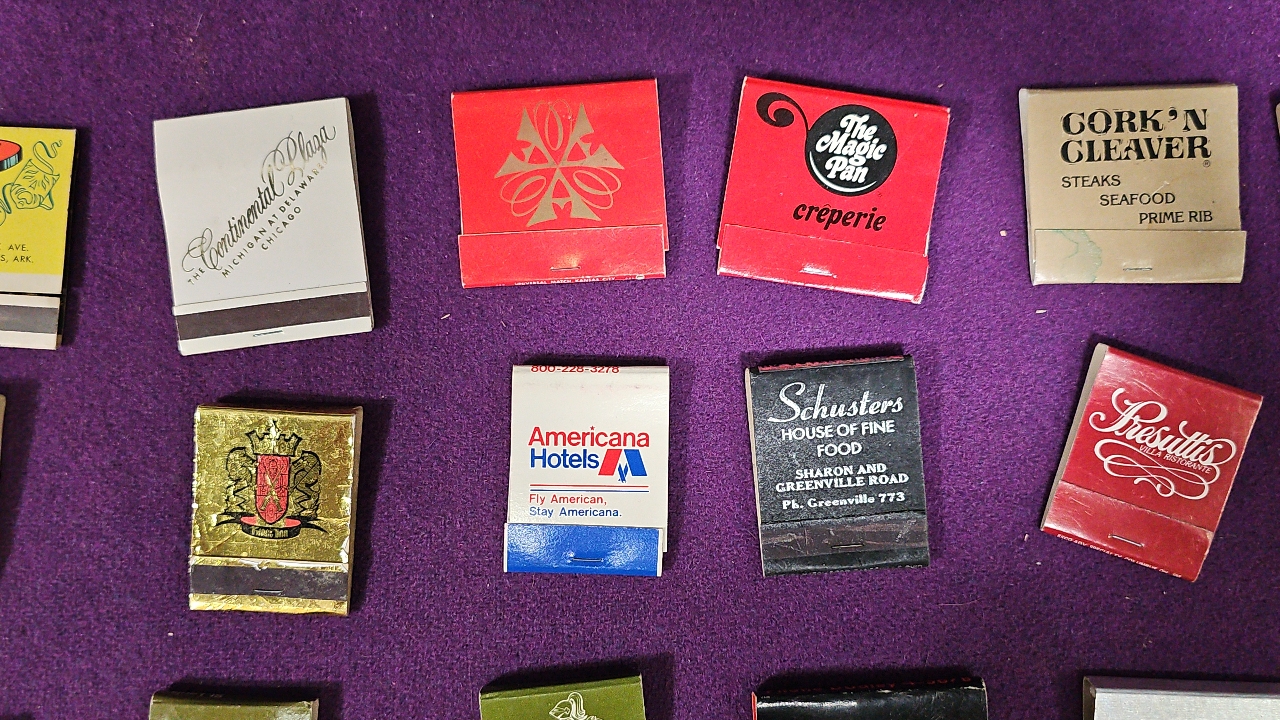 AVE.
S, ARK.
THE Continental Plaza
MICHIGAN AT DELAWARE
CHICAGO
The
Magic
Pan
crêperie
CORK'N
CLEAVER®
STEAKS
SEAFOOD
PRIME RIB
800-228-3278
Americana
Hotels
Fly American,
Stay Americana.
Schusters
HOUSE OF FINE
FOOD
SHARON AND
GREENVILLE ROAD
Ph. Greenville 773
Presuttis
VILLA RISTORANTE